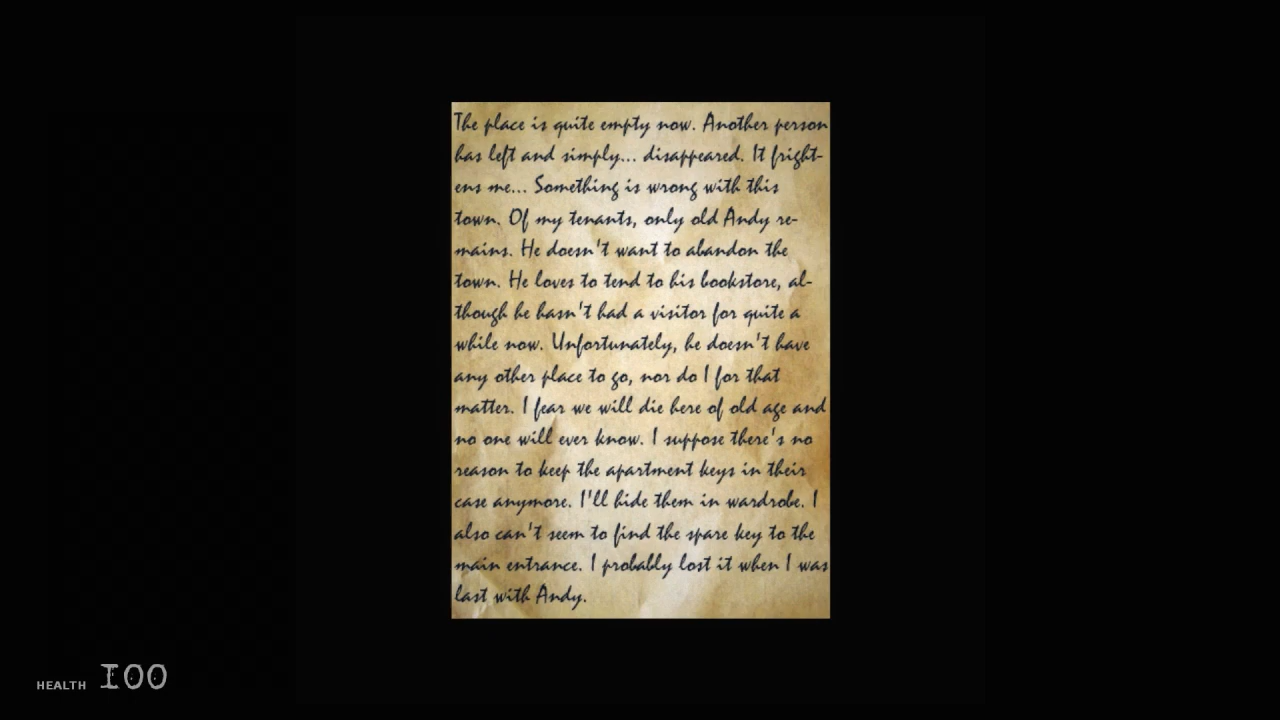 The place is quite empty now. Another person
has left and simply... disappeared. It fright-
ens me... Something is wrong with this
town. Of my tenants, only old Andy re-
mains. He doesn't want to abandon the
town. He loves to tend to his bookstore, al-
though he hasn't had a visitor for quite a
while now. Unfortunately, he doesn't have
any other place to go, nor do I for that
matter. I fear we will die here of old age and
no one will ever know. I suppose there's no
reason to keep the apartment keys in their
case anymore. I'll hide them in wardrobe. I
also can't seem to find the spare key to the
main entrance. I probably lost it when I was
last with Andy.
HEALTH 100